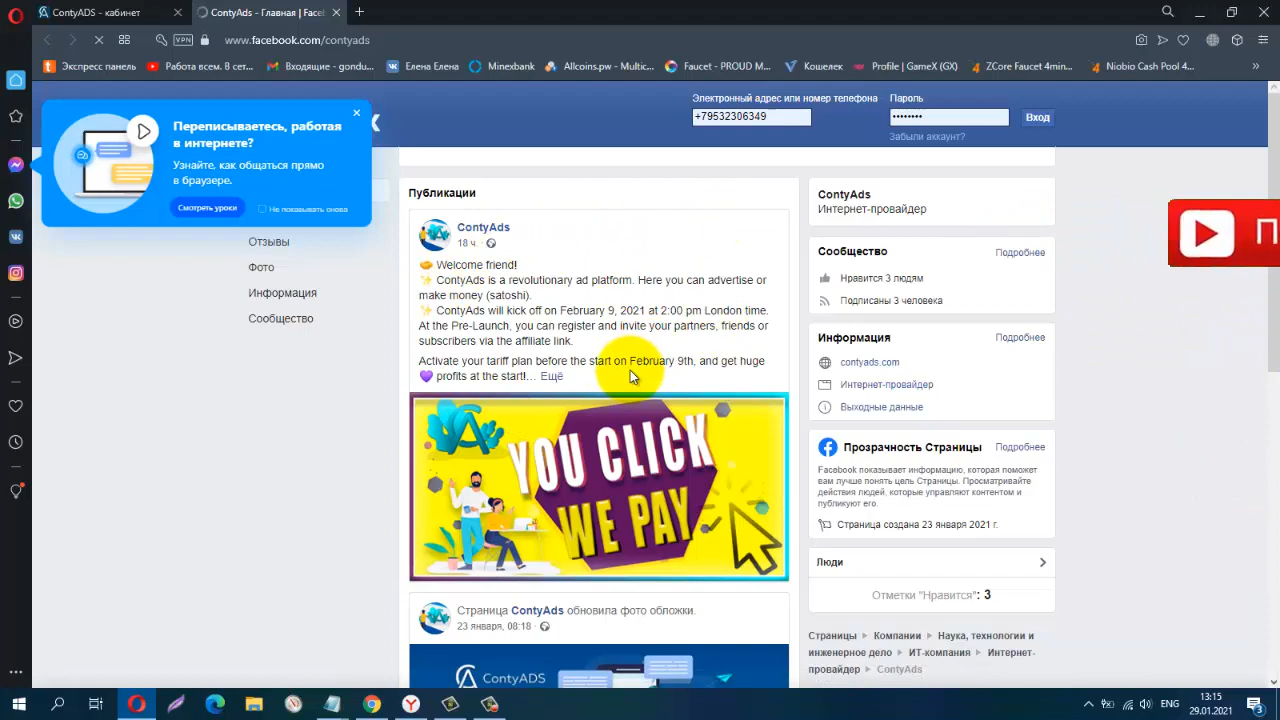 ContyADS – кабинет
ContyAds – Главная | Faceb
VPN
www.facebook.com/contyads
Экспресс панель
Работа всем. В сет...
Входящие - gondu...
Елена Елена
Minexbank
Allcoins.pw - Multic...
Faucet - PROUD M...
Кошелек
Profile | GameX (GX)
ZCore Faucet 4min...
Niobio Cash Pool 4...
»
Переписываетесь, работая
в интернете?
Узнайте, как общаться прямо
в браузере.
Смотреть уроки
Не показывать снова
Электронный адрес или номер телефона
Пароль
+79532306349
••••••••
Вход
Забыли аккаунт?
Отзывы
Фото
Информация
Сообщество
Публикации
ContyAds
18 ч. ·
Welcome friend!
ContyAds is a revolutionary ad platform. Here you can advertise or
make money (satoshi).
ContyAds will kick off on February 9, 2021 at 2:00 pm London time.
At the Pre-Launch, you can register and invite your partners, friends or
subscribers via the affiliate link.
Activate your tariff plan before the start on February 9th, and get huge
profits at the start!... Ещё
YOU CLICK
WE PAY
Страница ContyAds обновила фото обложки.
23 января, 08:18 ·
ContyADS
ContyAds
Интернет-провайдер
Сообщество
Подробнее
Нравится 3 людям
Подписаны 3 человека
Информация
Подробнее
contyads.com
Интернет-провайдер
Выходные данные
Прозрачность Страницы
Подробнее
Facebook показывает информацию, которая поможет
вам лучше понять цель Страницы. Просматривайте
действия людей, которые управляют контентом и
публикуют его.
Страница создана 23 января 2021 г.
Люди
Отметки "Нравится": 3
Страницы ▸ Компании ▸ Наука, технологии и
инженерное дело ▸ ИТ-компания ▸ Интернет-
провайдер ▸ ContyAds
П
ENG
13:15
29.01.2021
3